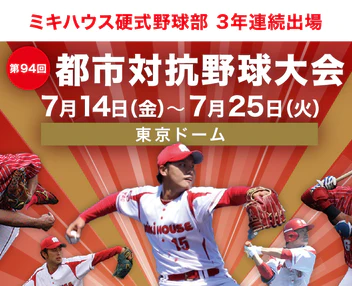 ミキハウス硬式野球部 3年連続出場
第94回 都市対抗野球大会
7月14日(金)~7月25日(火)
東京ドーム
MIKIHOUSE
15